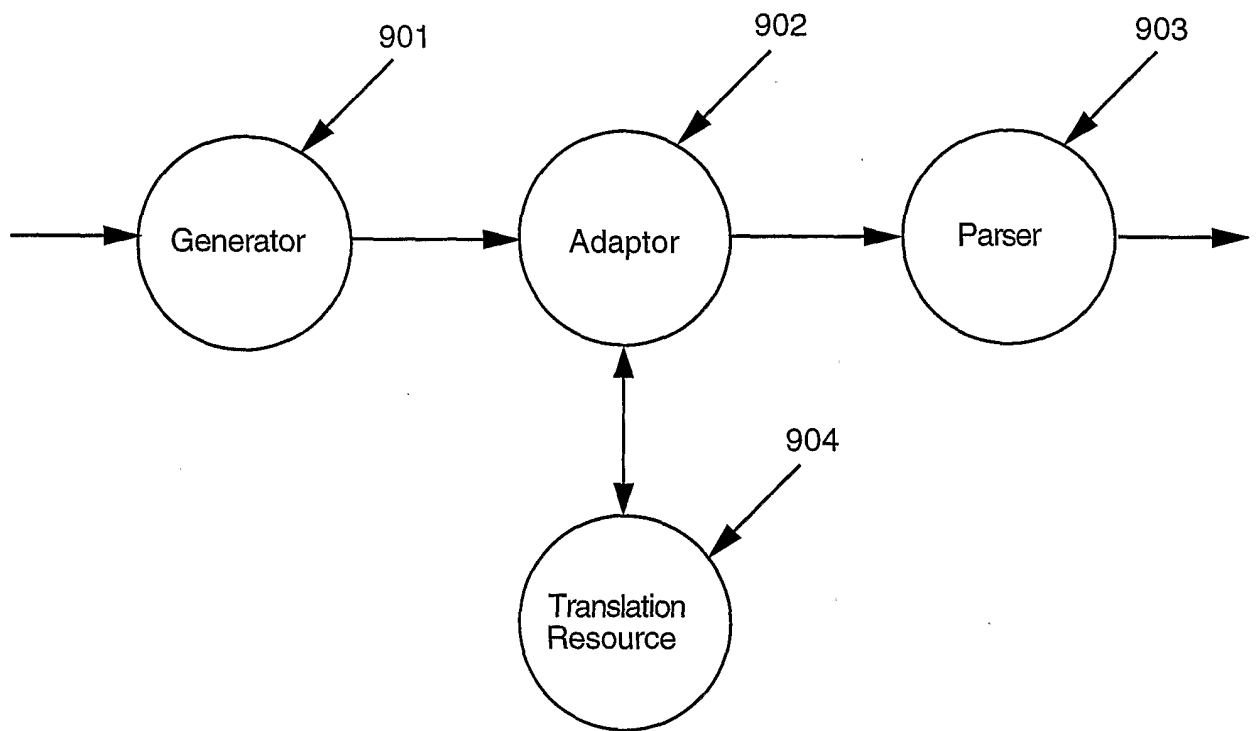 901
902
903
Generator
Adaptor
Parser
904
Translation
Resource